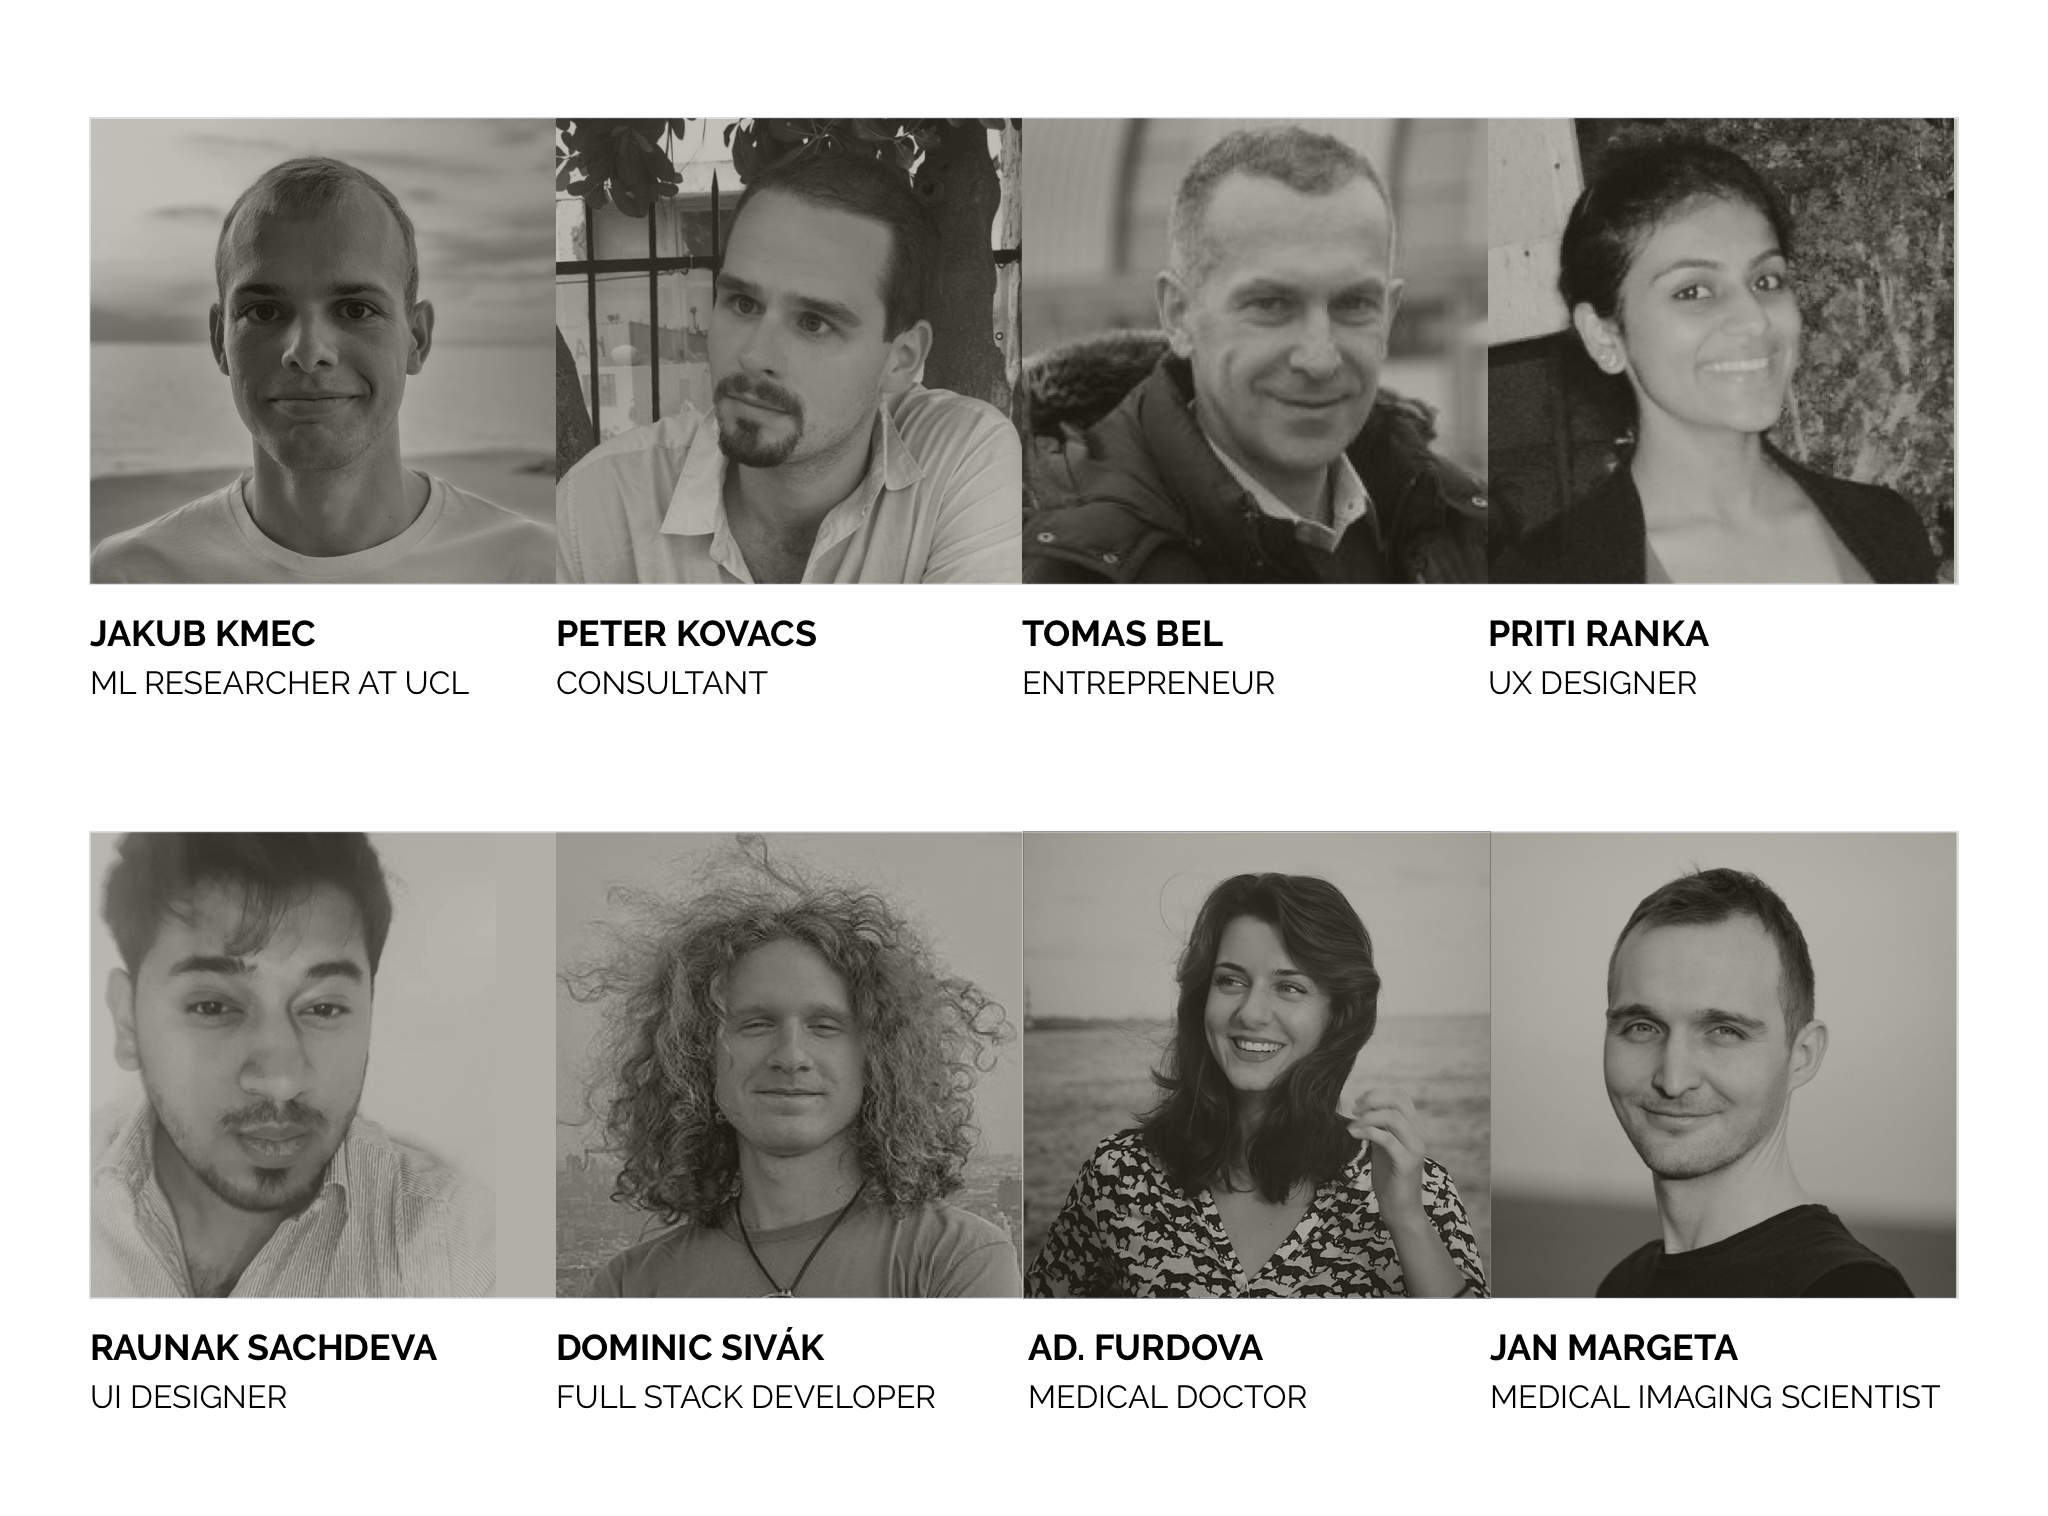 JAKUB KMEC
ML RESEARCHER AT UCL
PETER KOVACS
CONSULTANT
TOMAS BEL
ENTREPRENEUR
PRITI RANKA
UX DESIGNER
RAUNAK SACHDEVA
UI DESIGNER
DOMINIC SIVÁK
FULL STACK DEVELOPER
AD. FURDOVA
MEDICAL DOCTOR
JAN MARGETA
MEDICAL IMAGING SCIENTIST